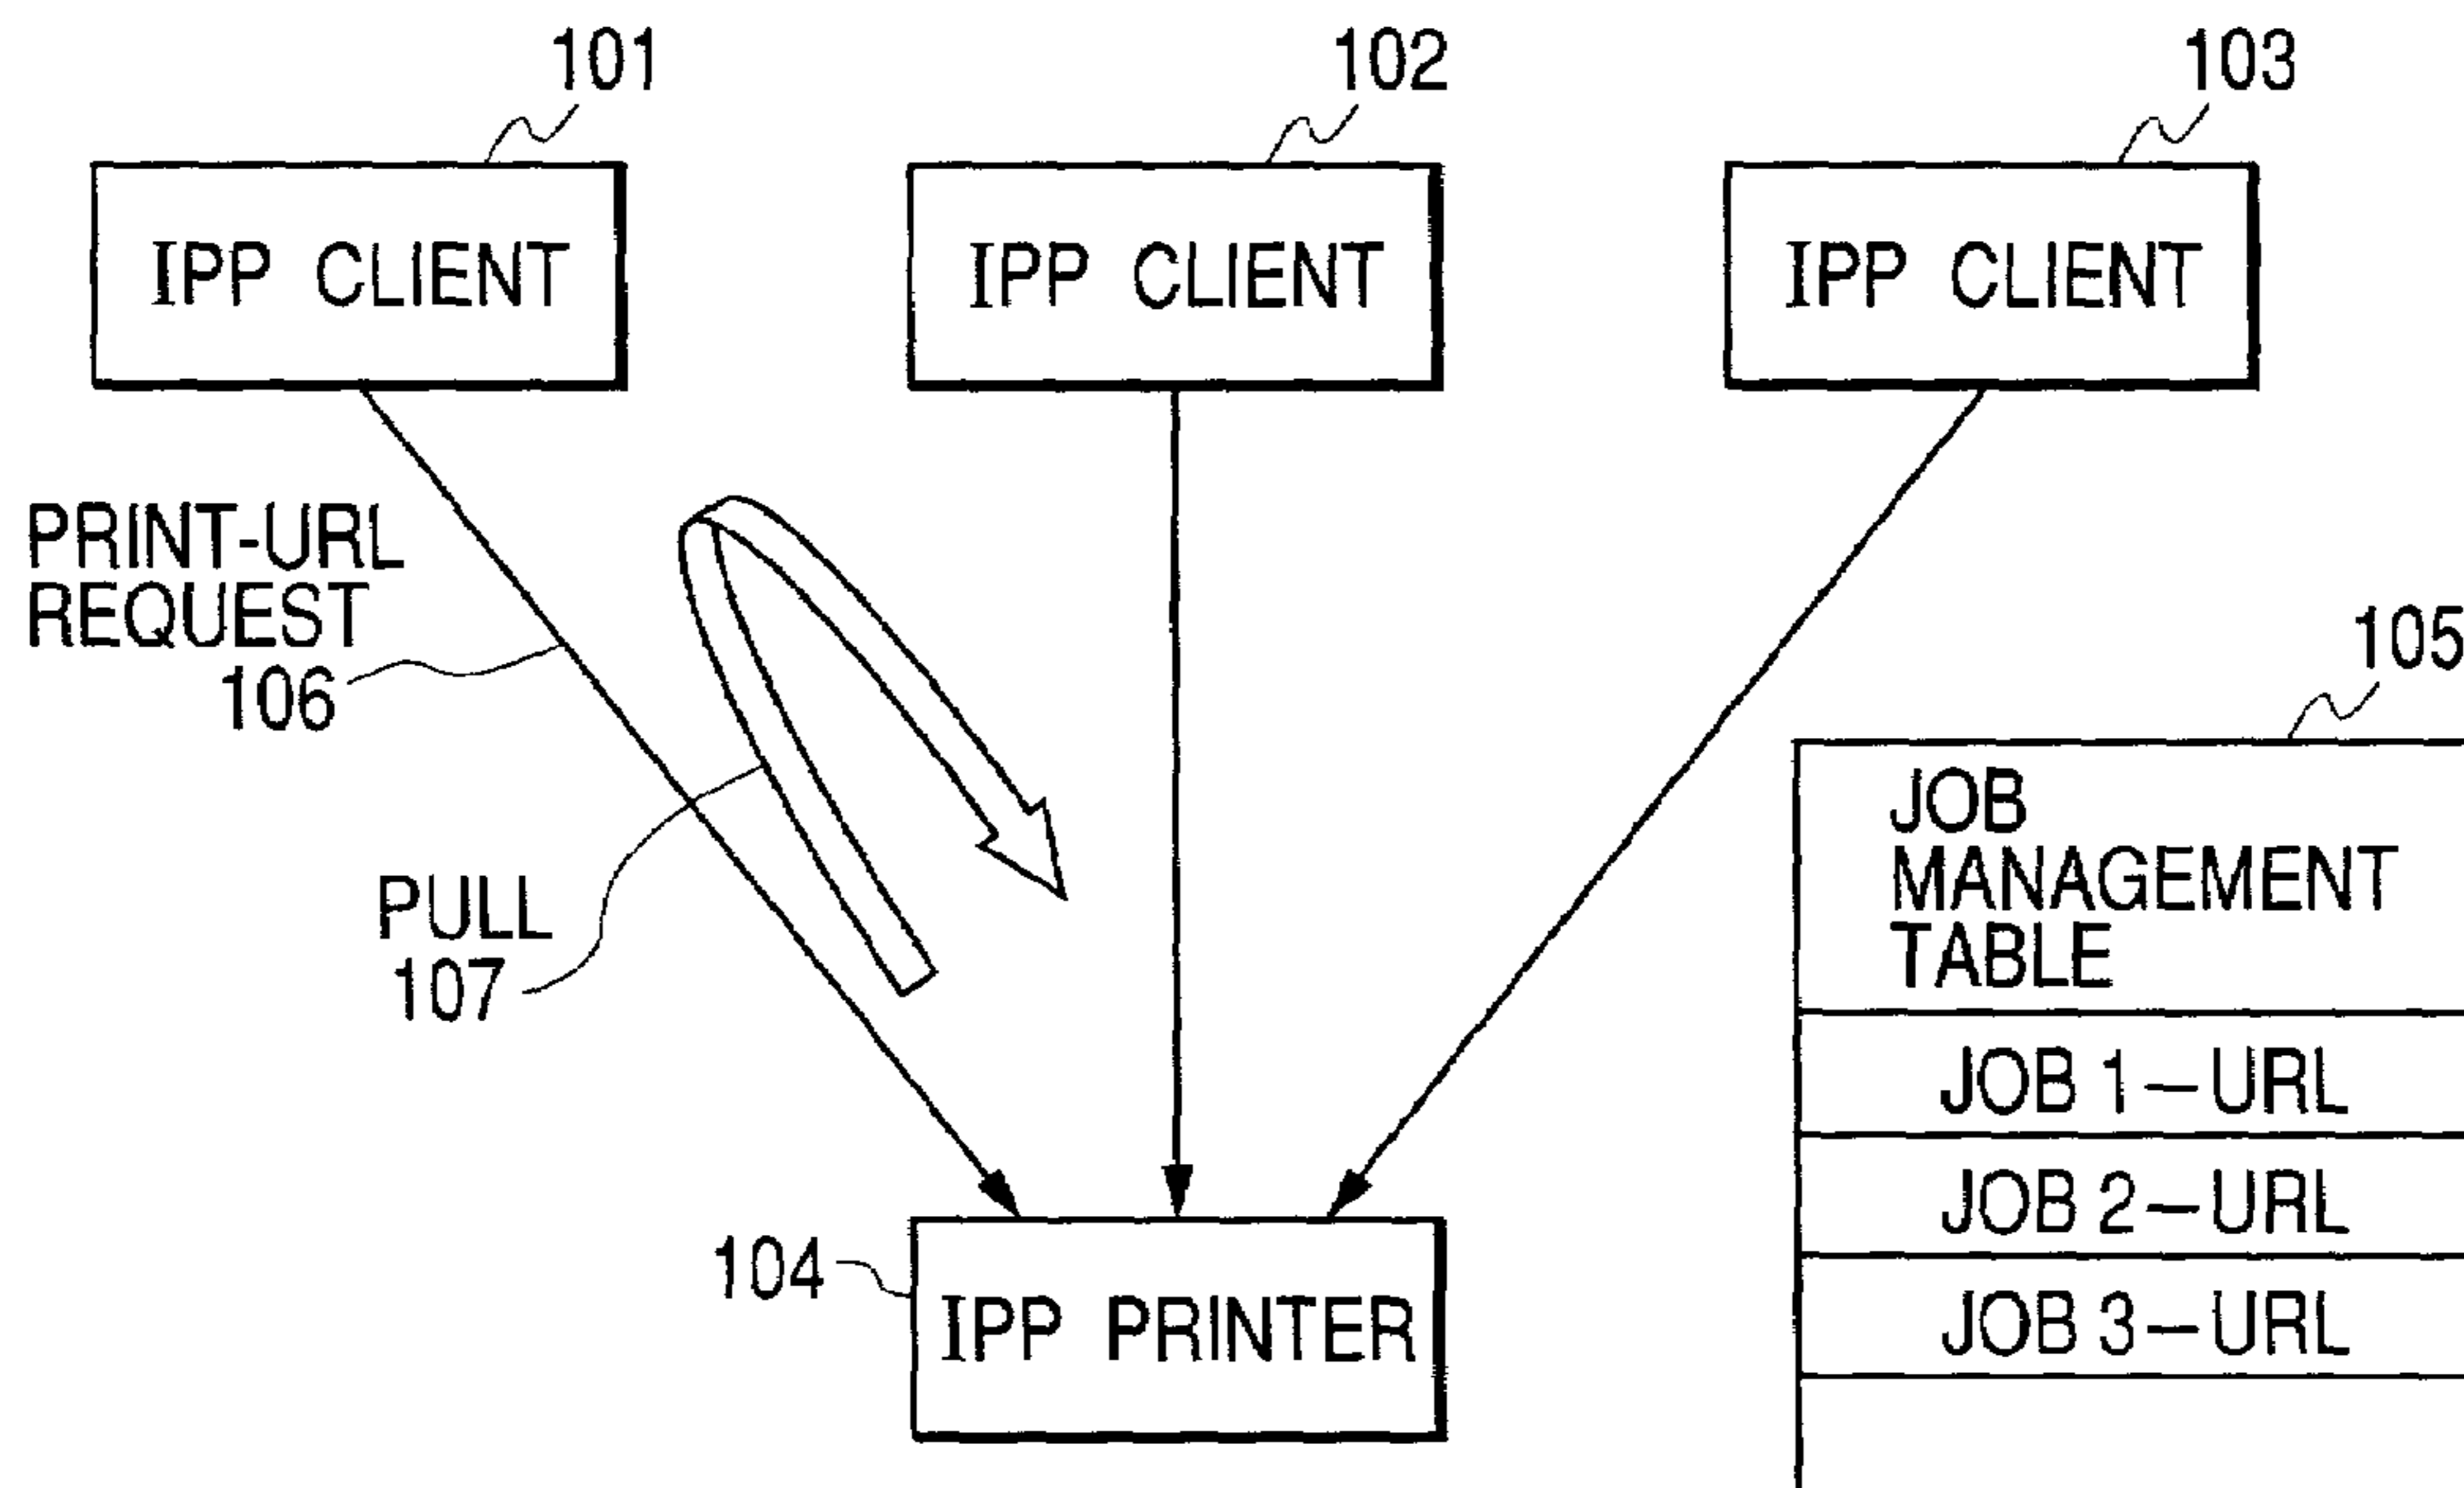 101
102
103
IPP CLIENT
IPP CLIENT
IPP CLIENT
PRINT-URL
REQUEST
106
105
PULL
107
JOB
MANAGEMENT
TABLE
JOB 1–URL
JOB 2–URL
JOB 3–URL
104
IPP PRINTER